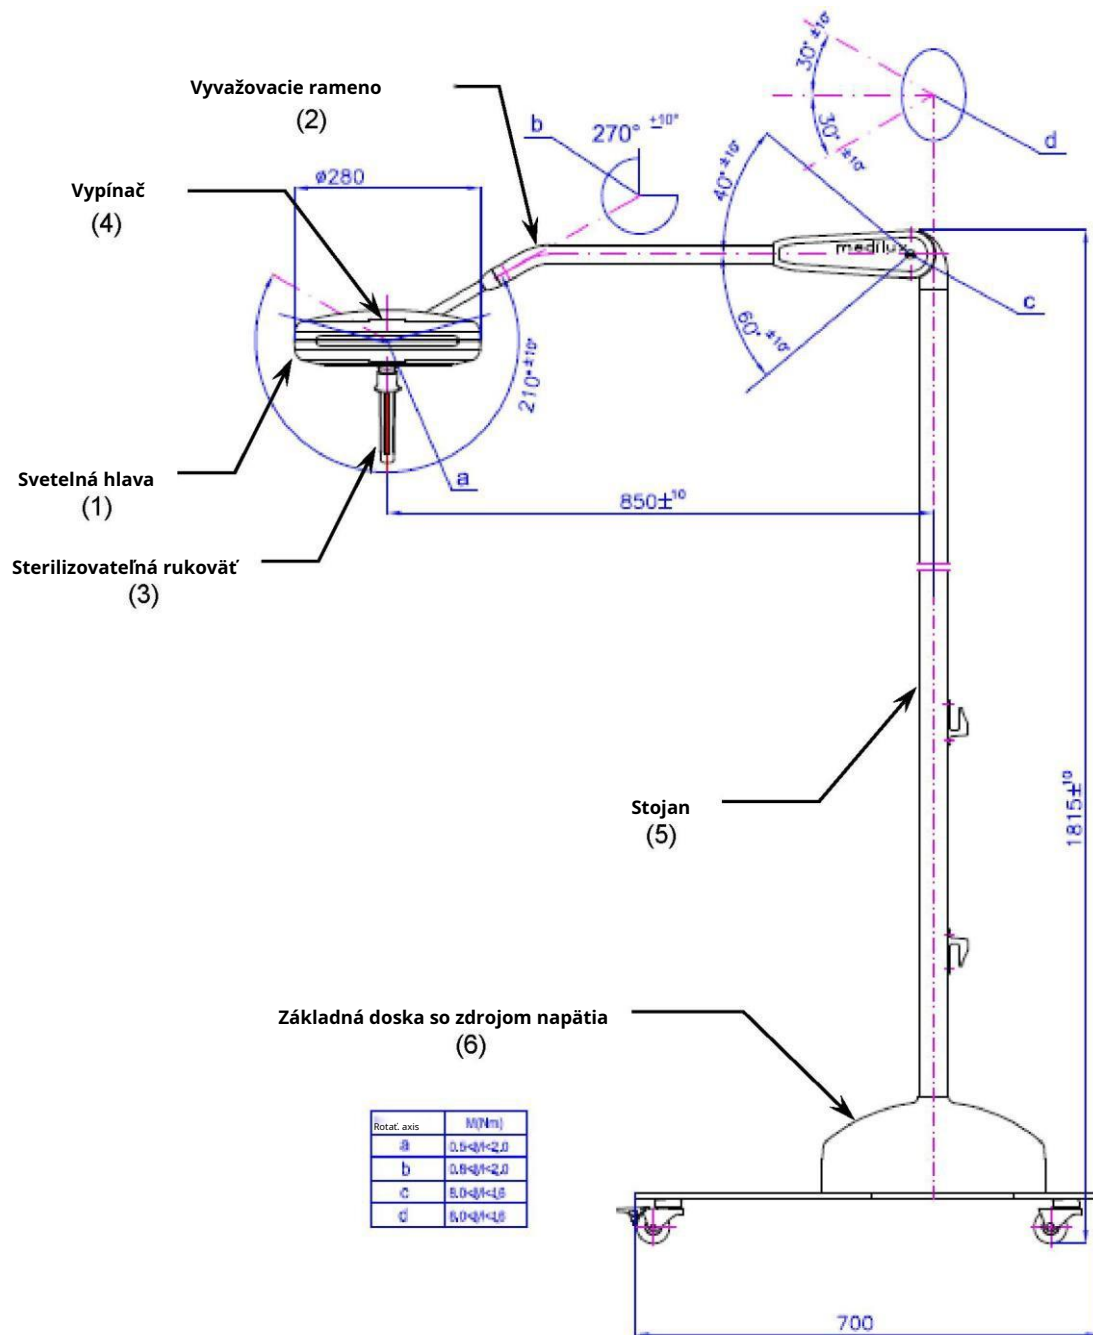 30° ±10°
Vyvažovacie rameno
(2)
b
270° ±10°
30° ±10°
d
ø280
40° ±10°
Vypínač
(4)
medilux
c
60° ±10°
210° ±10°
Svetelná hlava
(1)
a
850±10
Sterilizovateľná rukoväť
(3)
Stojan
(5)
1815±10
Základná doska so zdrojom napätia
(6)
Rotať. axis M(Nm)
a
b
c
d
700